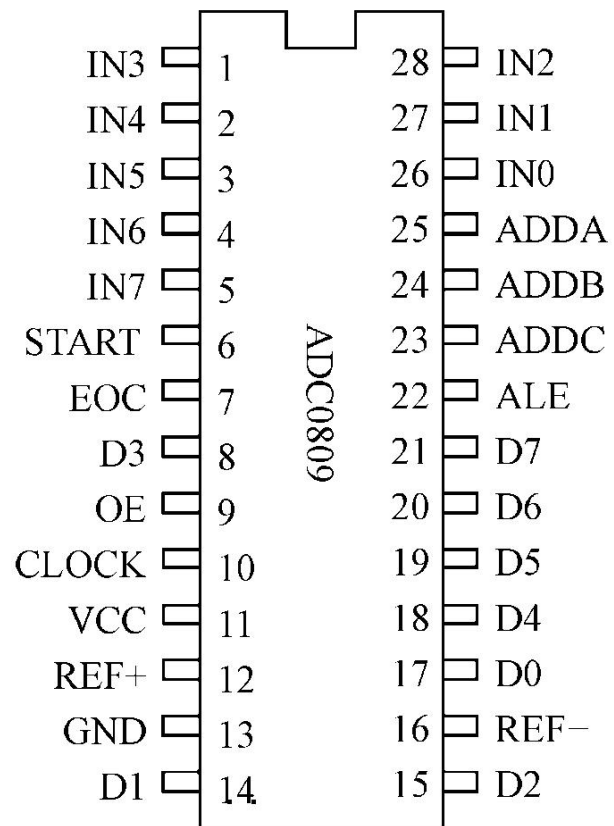 IN3 1 28 IN2
IN4 2 27 IN1
IN5 3 26 IN0
IN6 4 25 ADDA
IN7 5 24 ADDB
START 6 23 ADDC
EOC 7 22 ALE
D3 8 21 D7
OE 9 20 D6
CLOCK 10 19 D5
VCC 11 18 D4
REF+ 12 17 D0
GND 13 16 REF−
D1 14 15 D2
ADC0809